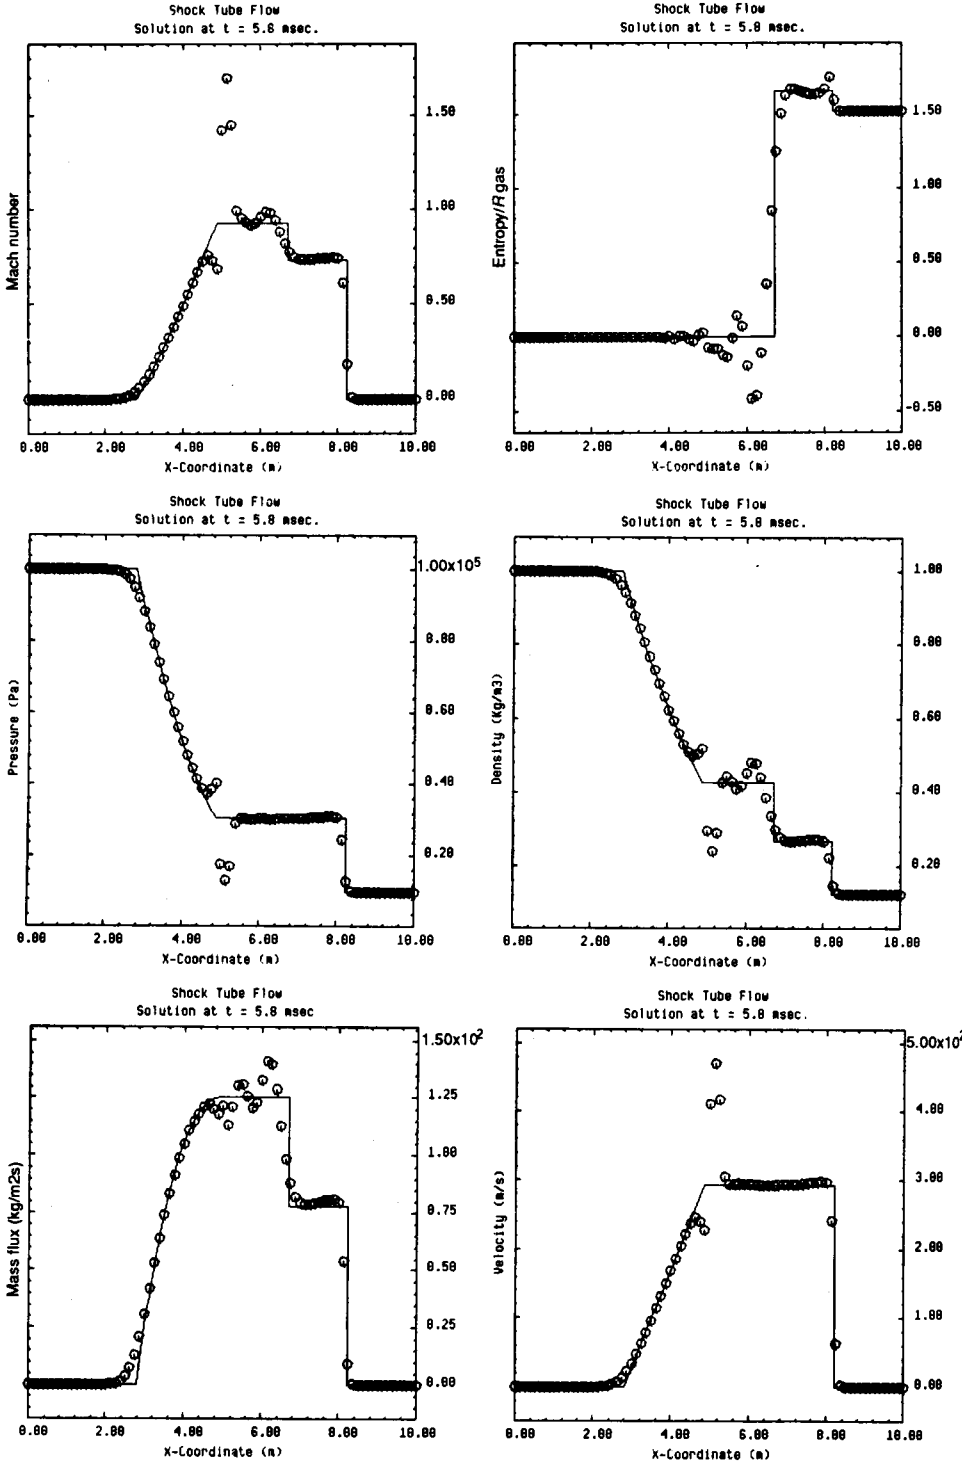 Shock Tube Flow
Solution at t = 5.8 msec.
Mach number
1.50
1.00
0.50
0.00
0.00 2.00 4.00 6.00 8.00 10.00
X-Coordinate (m)
Shock Tube Flow
Solution at t = 5.8 msec.
Entropy/R gas
1.50
1.00
0.50
0.00
-0.50
0.00 2.00 4.00 6.00 8.00 10.00
X-Coordinate (m)
Shock Tube Flow
Solution at t = 5.8 msec.
Pressure (Pa)
1.00x10⁵
0.80
0.60
0.40
0.20
0.00 2.00 4.00 6.00 8.00 10.00
X-Coordinate (m)
Shock Tube Flow
Solution at t = 5.8 msec.
Density (Kg/m3)
1.00
0.80
0.60
0.40
0.20
0.00 2.00 4.00 6.00 8.00 10.00
X-Coordinate (m)
Shock Tube Flow
Solution at t = 5.8 msec
Mass flux (kg/m2s)
1.50x10²
1.25
1.00
0.75
0.50
0.25
0.00
0.00 2.00 4.00 6.00 8.00 10.00
X-Coordinate (m)
Shock Tube Flow
Solution at t = 5.8 msec.
Velocity (m/s)
5.00x10²
4.00
3.00
2.00
1.00
0.00
0.00 2.00 4.00 6.00 8.00 10.00
X-Coordinate (m)